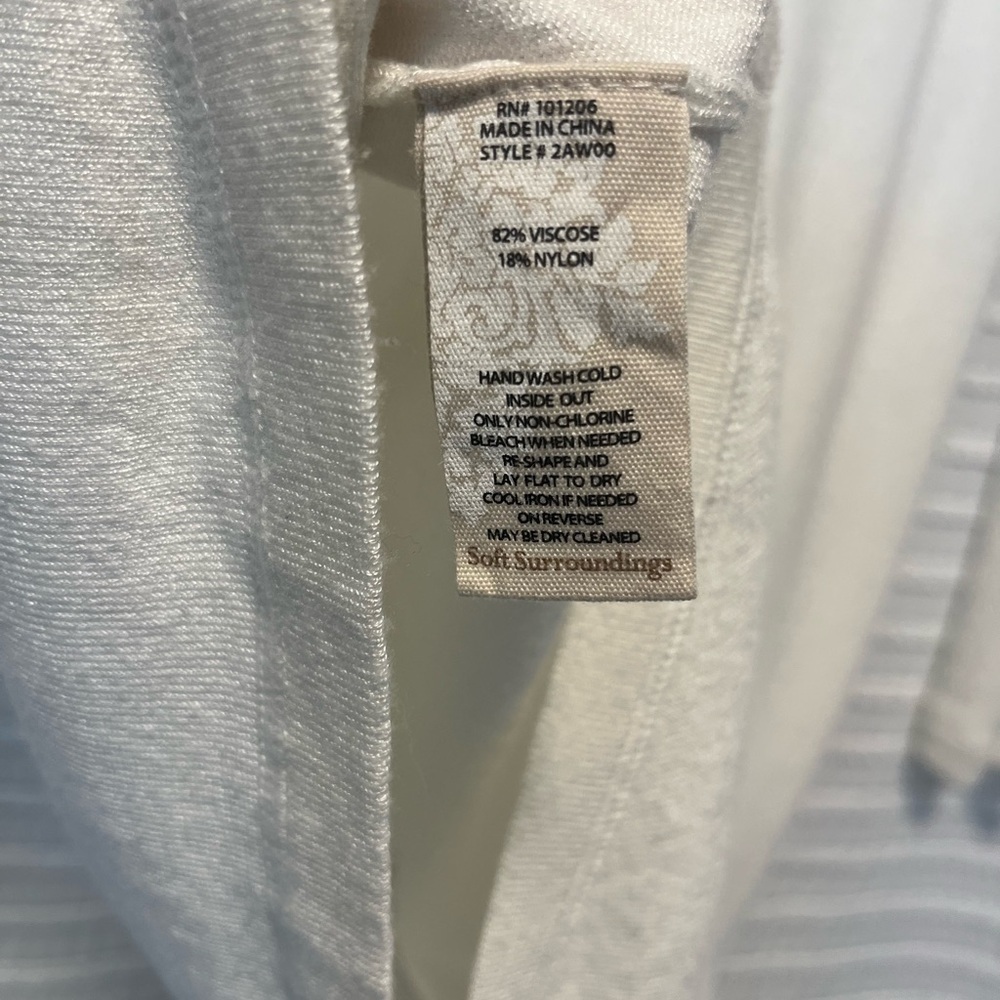 RN# 101206
MADE IN CHINA
STYLE # 2AW00
82% VISCOSE
18% NYLON
HAND WASH COLD
INSIDE OUT
ONLY NON-CHLORINE
BLEACH WHEN NEEDED
RE-SHAPE AND
LAY FLAT TO DRY
COOL IRON IF NEEDED
ON REVERSE
MAY BE DRY CLEANED
Soft Surroundings